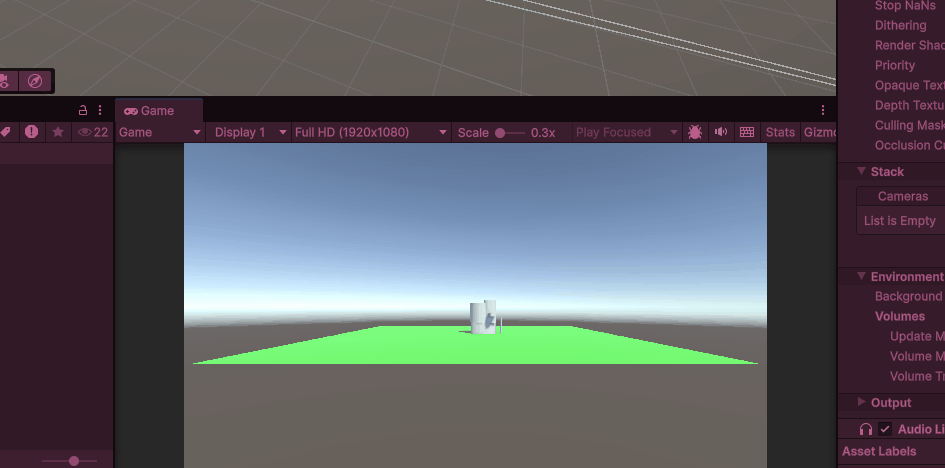 Stop NaNs
Dithering
Render Shad
Priority
Opaque Text
Depth Textu
Culling Mask
Occlusion Cu
Game
22
Game
Display 1
Full HD (1920x1080)
Scale
0.3x
Play Focused
Stats
Gizmo
Stack
Cameras
List is Empty
Environment
Background
Volumes
Update M
Volume M
Volume Tr
Output
Audio Li
Asset Labels